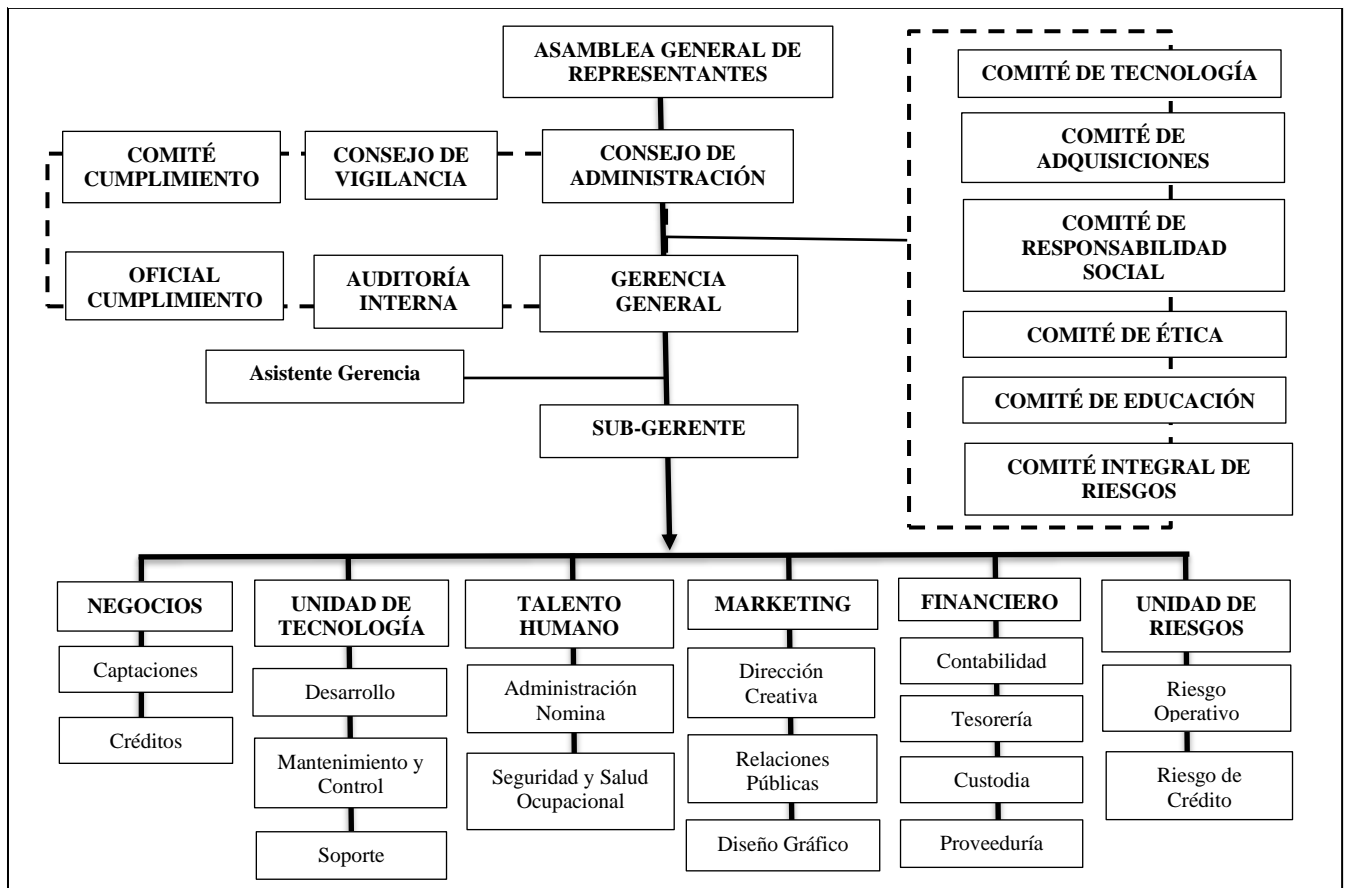 ASAMBLEA GENERAL DE
REPRESENTANTES
COMITÉ
CUMPLIMIENTO
CONSEJO DE
VIGILANCIA
CONSEJO DE
ADMINISTRACIÓN
OFICIAL
CUMPLIMIENTO
AUDITORÍA
INTERNA
GERENCIA
GENERAL
Asistente Gerencia
SUB-GERENTE
COMITÉ DE TECNOLOGÍA
COMITÉ DE
ADQUISICIONES
COMITÉ DE
RESPONSABILIDAD
SOCIAL
COMITÉ DE ÉTICA
COMITÉ DE EDUCACIÓN
COMITÉ INTEGRAL DE
RIESGOS
NEGOCIOS
Captaciones
Créditos
UNIDAD DE
TECNOLOGÍA
Desarrollo
Mantenimiento y
Control
Soporte
TALENTO
HUMANO
Administración
Nomina
Seguridad y Salud
Ocupacional
MARKETING
Dirección
Creativa
Relaciones
Públicas
Diseño Gráfico
FINANCIERO
Contabilidad
Tesorería
Custodia
Proveeduría
UNIDAD DE
RIESGOS
Riesgo
Operativo
Riesgo de
Crédito